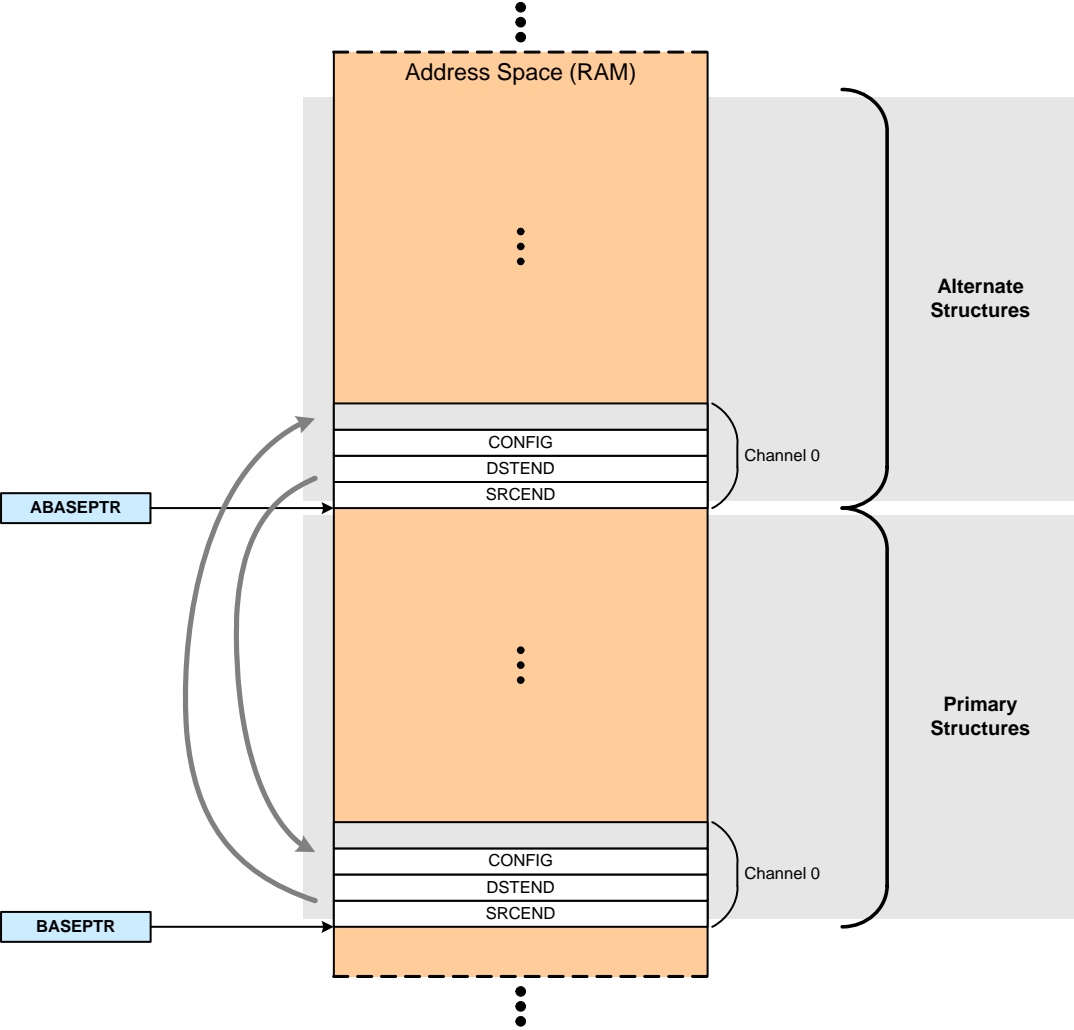 Address Space (RAM)
Alternate
Structures
CONFIG
DSTEND
SRCEND
Channel 0
ABASEPTR
Primary
Structures
CONFIG
DSTEND
SRCEND
Channel 0
BASEPTR